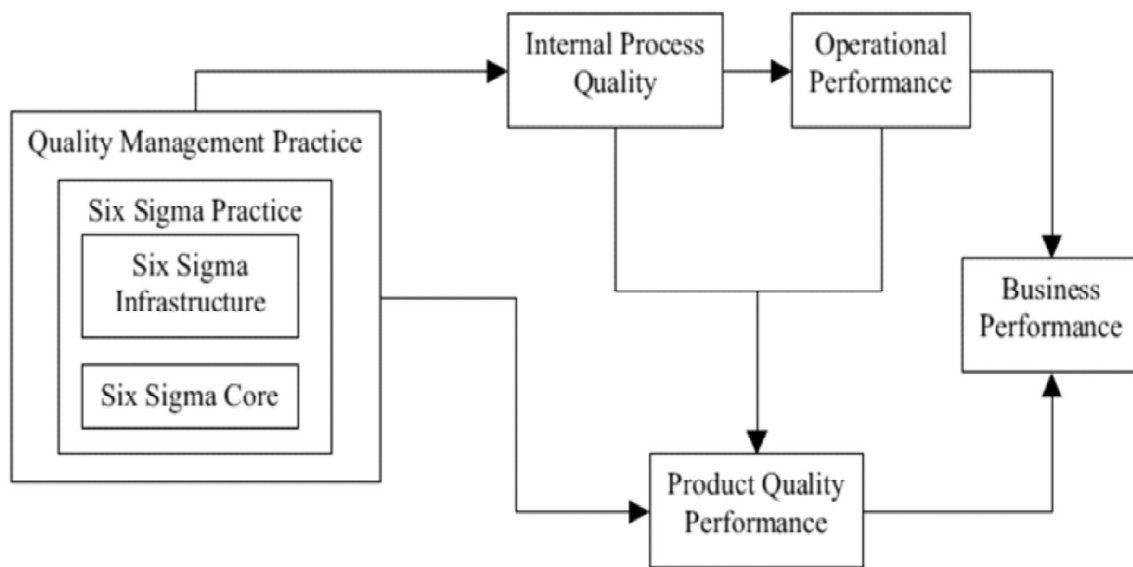 Internal Process
Quality
Operational
Performance
Quality Management Practice
Six Sigma Practice
Six Sigma
Infrastructure
Six Sigma Core
Business
Performance
Product Quality
Performance